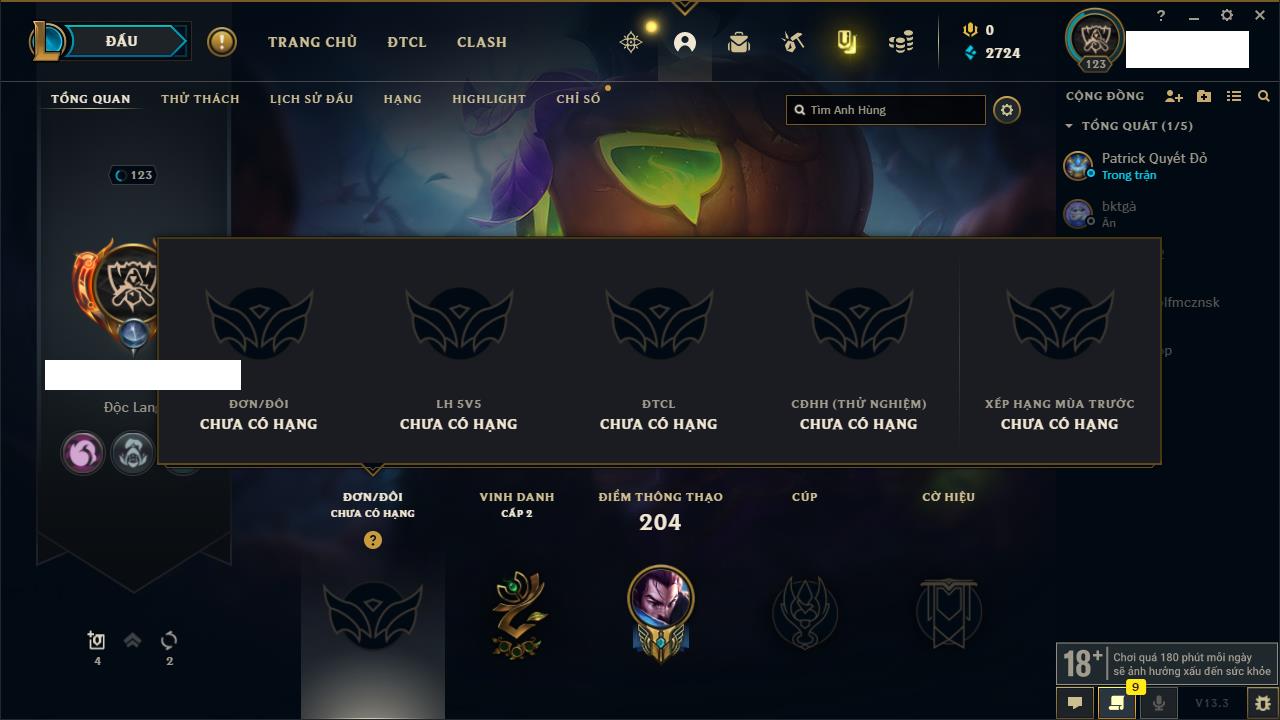 ĐẤU
TRANG CHỦ
ĐTCL
CLASH
0
2724
123
TỔNG QUAN
THỬ THÁCH
LỊCH SỬ ĐẤU
HẠNG
HIGHLIGHT
CHỈ SỐ
Tìm Anh Hùng
CỘNG ĐỒNG
TỔNG QUÁT (1/5)
Patrick Quyết Đỏ
Trong trận
bktgà
Ẩn
lfmcznsk
123
Độc Lan
ĐƠN/ĐÔI
CHƯA CÓ HẠNG
LH 5V5
CHƯA CÓ HẠNG
ĐTCL
CHƯA CÓ HẠNG
CĐHH (THỬ NGHIỆM)
CHƯA CÓ HẠNG
XẾP HẠNG MÙA TRƯỚC
CHƯA CÓ HẠNG
ĐƠN/ĐÔI
CHƯA CÓ HẠNG
?
VINH DANH
CẤP 2
ĐIỂM THÔNG THẠO
204
CÚP
CỜ HIỆU
4
2
18+
Chơi quá 180 phút mỗi ngày
sẽ ảnh hưởng xấu đến sức khỏe
9
V13.3